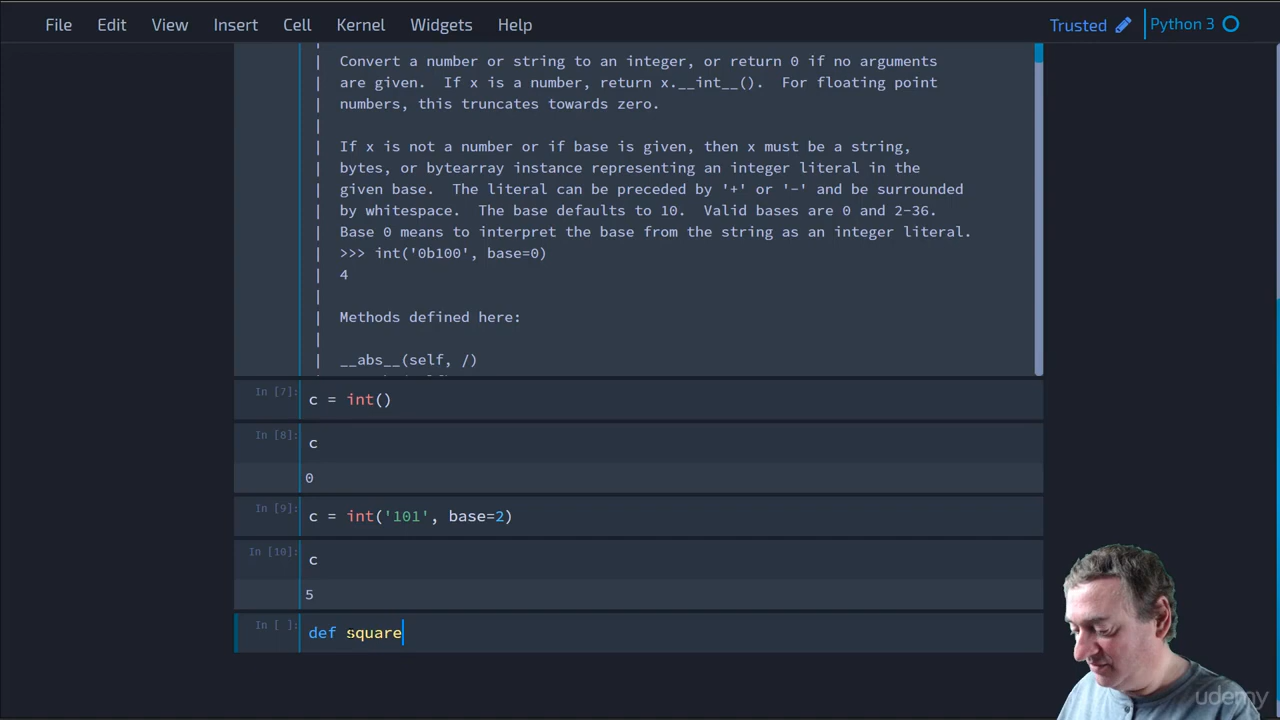 File Edit View Insert Cell Kernel Widgets Help Trusted Python 3
|
| Convert a number or string to an integer, or return 0 if no arguments
| are given. If x is a number, return x.__int__(). For floating point
| numbers, this truncates towards zero.
|
| If x is not a number or if base is given, then x must be a string,
| bytes, or bytearray instance representing an integer literal in the
| given base. The literal can be preceded by '+' or '-' and be surrounded
| by whitespace. The base defaults to 10. Valid bases are 0 and 2-36.
| Base 0 means to interpret the base from the string as an integer literal.
| >>> int('0b100', base=0)
| 4
|
| Methods defined here:
|
| __abs__(self, /)
In [7]: c = int()
In [8]: c
0
In [9]: c = int('101', base=2)
In [10]: c
5
In [ ]: def square
udemy